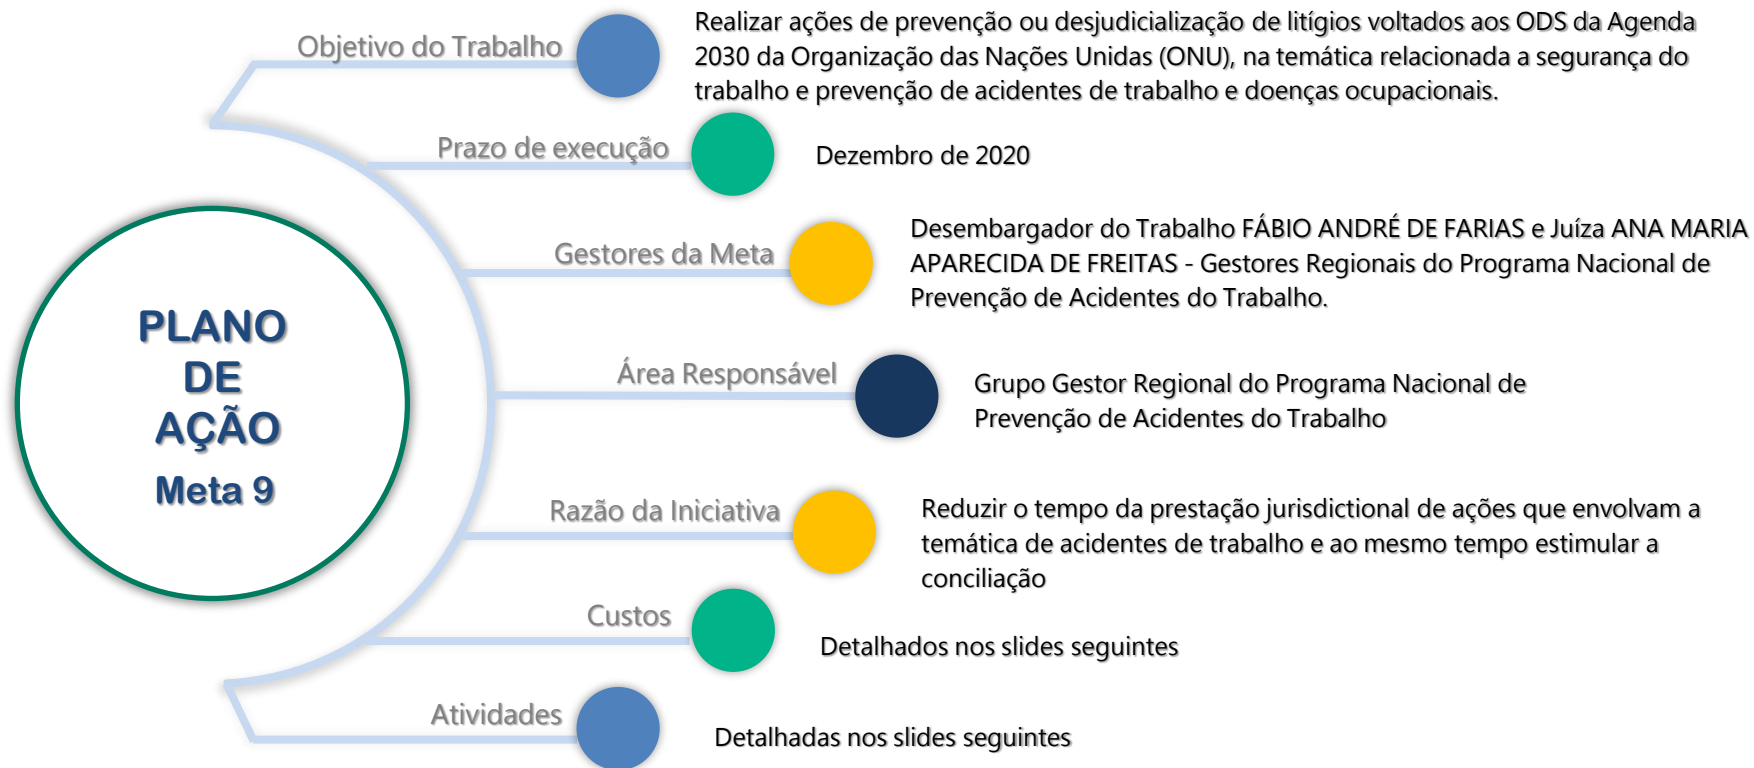 Objetivo do Trabalho
Realizar ações de prevenção ou desjudicialização de litígios voltados aos ODS da Agenda
2030 da Organização das Nações Unidas (ONU), na temática relacionada a segurança do
trabalho e prevenção de acidentes de trabalho e doenças ocupacionais.
Prazo de execução
Dezembro de 2020
Gestores da Meta
Desembargador do Trabalho FÁBIO ANDRÉ DE FARIAS e Juíza ANA MARIA
APARECIDA DE FREITAS - Gestores Regionais do Programa Nacional de
Prevenção de Acidentes do Trabalho.
PLANO
DE
AÇÃO
Meta 9
Área Responsável
Grupo Gestor Regional do Programa Nacional de
Prevenção de Acidentes do Trabalho
Razão da Iniciativa
Reduzir o tempo da prestação jurisdictional de ações que envolvam a
temática de acidentes de trabalho e ao mesmo tempo estimular a
conciliação
Custos
Detalhados nos slides seguintes
Atividades
Detalhadas nos slides seguintes